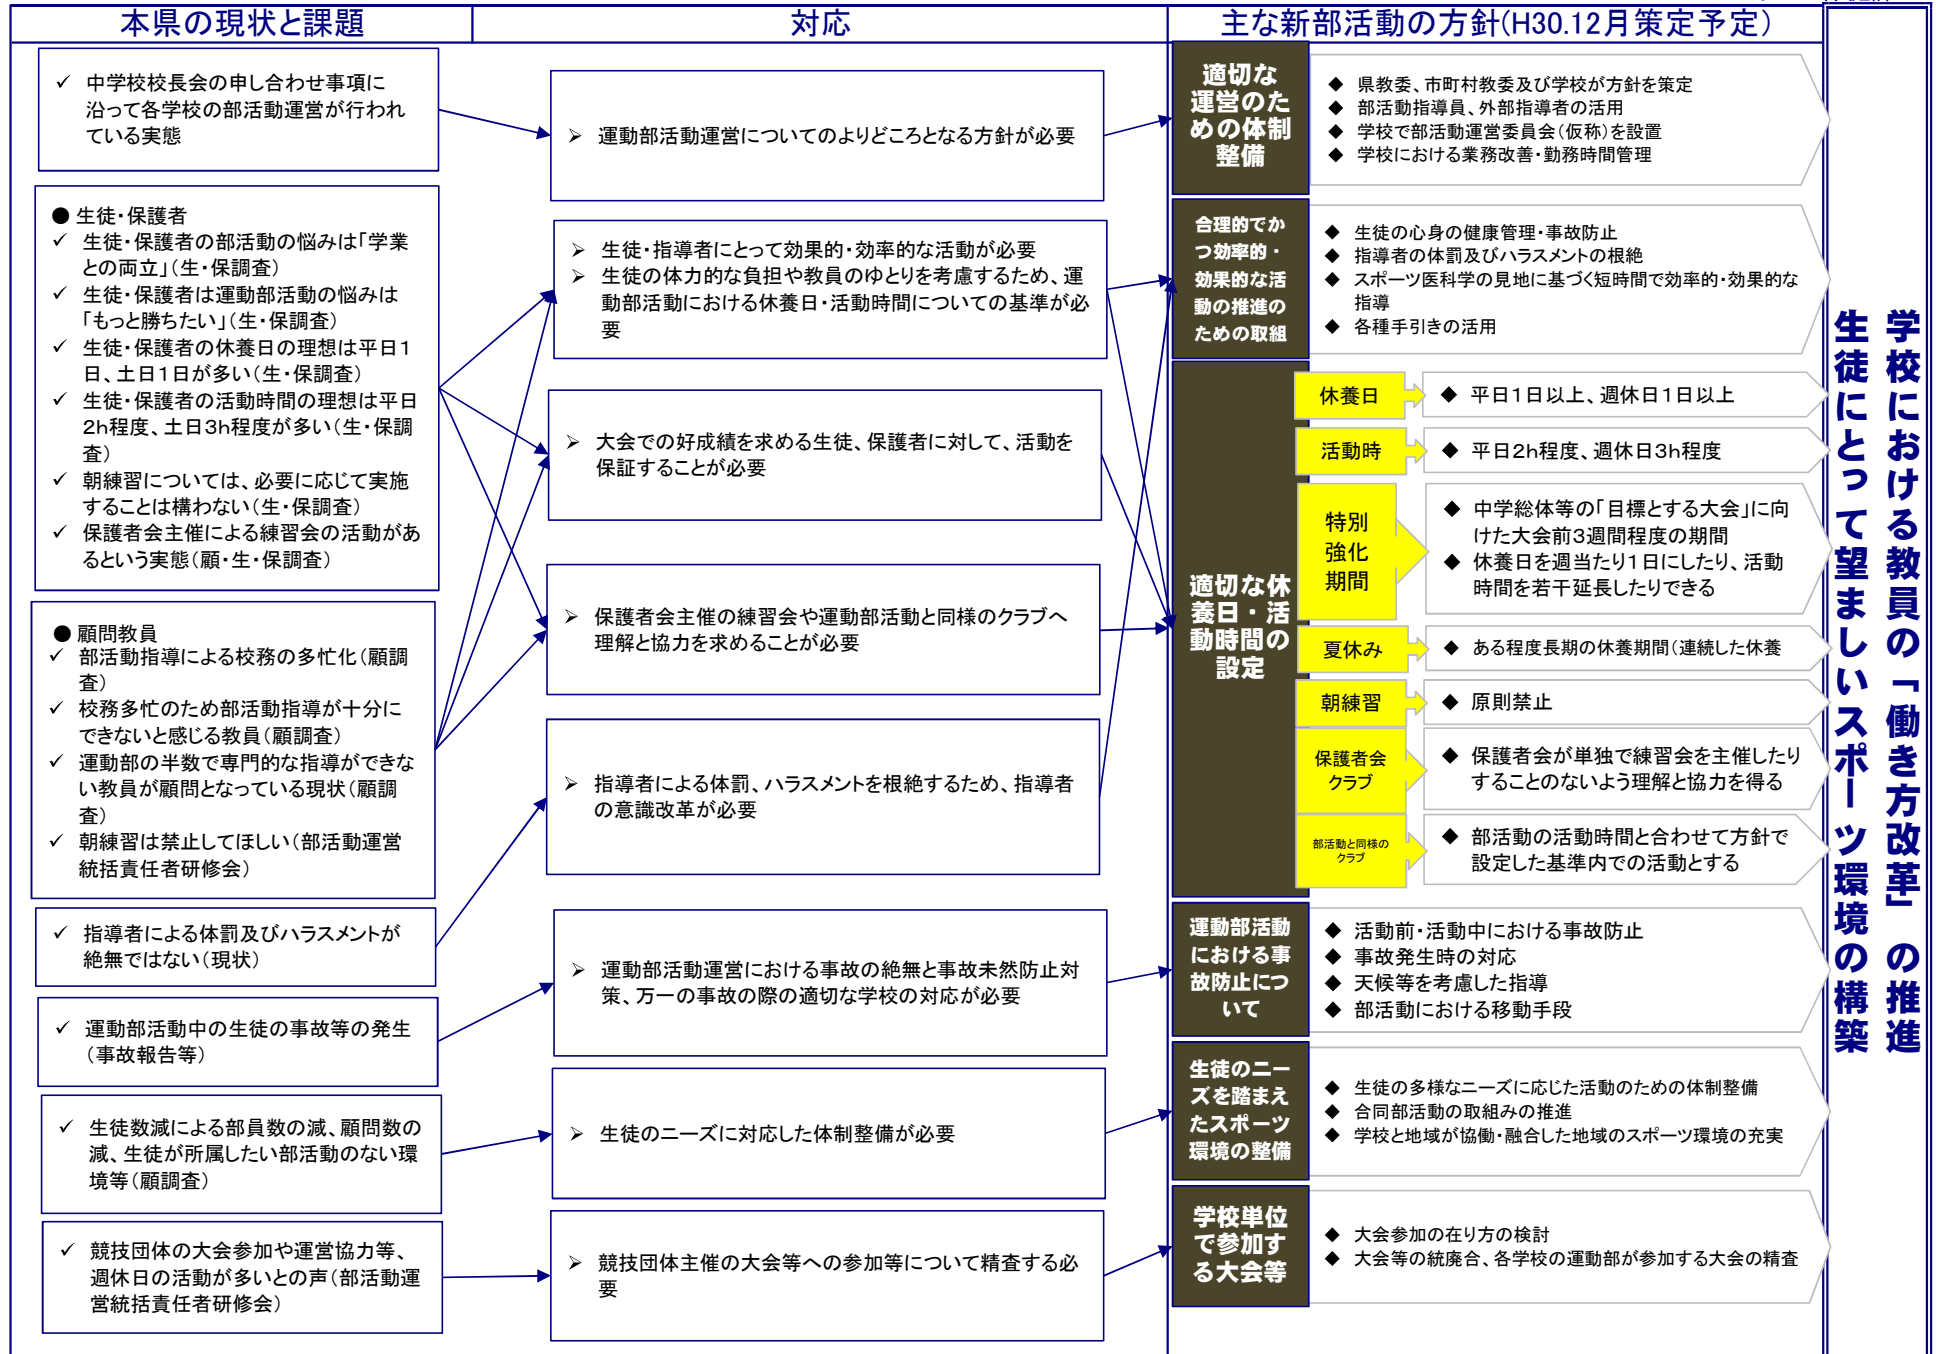 本県の現状と課題
対応
主な新部活動の方針(H30.12月策定予定)
✓ 中学校校長会の申し合わせ事項に
沿って各学校の部活動運営が行われ
ている実態
● 生徒・保護者
✓ 生徒・保護者の部活動の悩みは「学業
との両立」(生・保調査)
✓ 生徒・保護者は運動部活動の悩みは
「もっと勝ちたい」(生・保調査)
✓ 生徒・保護者の休養日の理想は平日1
日、土日1日が多い(生・保調査)
✓ 生徒・保護者の活動時間の理想は平日
2h程度、土日3h程度が多い(生・保調
査)
✓ 朝練習については、必要に応じて実施
することは構わない(生・保調査)
✓ 保護者会主催による練習会の活動があ
るという実態(顧・生・保調査)
● 顧問教員
✓ 部活動指導による校務の多忙化(顧調
査)
✓ 校務多忙のため部活動指導が十分に
できないと感じる教員(顧調査)
✓ 運動部の半数で専門的な指導ができな
い教員が顧問となっている現状(顧調
査)
✓ 朝練習は禁止してほしい(部活動運営
統括責任者研修会)
✓ 指導者による体罰及びハラスメントが
絶無ではない(現状)
✓ 運動部活動中の生徒の事故等の発生
(事故報告等)
✓ 生徒数減による部員数の減、顧問数の
減、生徒が所属したい部活動のない環
境等(顧調査)
✓ 競技団体の大会参加や運営協力等、
週休日の活動が多いとの声(部活動運
営統括責任者研修会)
➢ 運動部活動運営についてのよりどころとなる方針が必要
➢ 生徒・指導者にとって効果的・効率的な活動が必要
➢ 生徒の体力的な負担や教員のゆとりを考慮するため、運
動部活動における休養日・活動時間についての基準が必
要
➢ 大会での好成績を求める生徒、保護者に対して、活動を
保証することが必要
➢ 保護者会主催の練習会や運動部活動と同様のクラブへ
理解と協力を求めることが必要
➢ 指導者による体罰、ハラスメントを根絶するため、指導者
の意識改革が必要
➢ 運動部活動運営における事故の絶無と事故未然防止対
策、万一の事故の際の適切な学校の対応が必要
➢ 生徒のニーズに対応した体制整備が必要
➢ 競技団体主催の大会等への参加等について精査する必
要
適切な
運営のた
めの体制
整備
◆ 県教委、市町村教委及び学校が方針を策定
◆ 部活動指導員、外部指導者の活用
◆ 学校で部活動運営委員会(仮称)を設置
◆ 学校における業務改善・勤務時間管理
合理的でか
つ効率的・
効果的な活
動の推進の
ための取組
◆ 生徒の心身の健康管理・事故防止
◆ 指導者の体罰及びハラスメントの根絶
◆ スポーツ医科学の見地に基づく短時間で効率的・効果的な
指導
◆ 各種手引きの活用
適切な休
養日・活
動時間の
設定
休養日
◆ 平日1日以上、週休日1日以上
活動時
◆ 平日2h程度、週休日3h程度
特別
強化
期間
◆ 中学総体等の「目標とする大会」に向
けた大会前3週間程度の期間
◆ 休養日を週当たり1日にしたり、活動
時間を若干延長したりできる
夏休み
◆ ある程度長期の休養期間(連続した休養
朝練習
◆ 原則禁止
保護者会
クラブ
◆ 保護者会が単独で練習会を主催したり
することのないよう理解と協力を得る
部活動と同様の
クラブ
◆ 部活動の活動時間と合わせて方針で
設定した基準内での活動とする
運動部活動
における事
故防止につ
いて
◆ 活動前・活動中における事故防止
◆ 事故発生時の対応
◆ 天候等を考慮した指導
◆ 部活動における移動手段
生徒のニー
ズを踏まえ
たスポーツ
環境の整備
◆ 生徒の多様なニーズに応じた活動のための体制整備
◆ 合同部活動の取組みの推進
◆ 学校と地域が協働・融合した地域のスポーツ環境の充実
学校単位
で参加す
る大会等
◆ 大会参加の在り方の検討
◆ 大会等の統廃合、各学校の運動部が参加する大会の精査
学校における教員の「働き方改革」の推進
生徒にとって望ましいスポーツ環境の構築